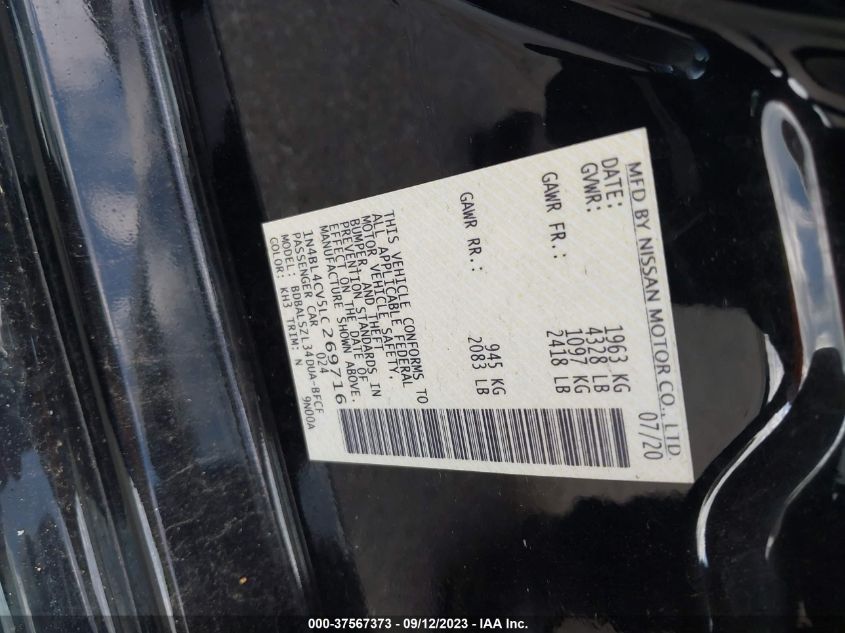 MFD BY NISSAN MOTOR CO., LTD.
DATE: 07/20
GVWR: 1963 KG
4328 LB
GAWR FR.: 1097 KG
2418 LB
GAWR RR.: 945 KG
2083 LB
THIS VEHICLE CONFORMS TO
ALL APPLICABLE FEDERAL
MOTOR VEHICLE SAFETY,
BUMPER, AND THEFT
PREVENTION STANDARDS IN
EFFECT ON THE DATE OF
MANUFACTURE SHOWN ABOVE.
1N4BL4CV5LC269716
PASSENGER CAR 024
MODEL: BDBALSZL34DUA-BFCF
COLOR: KH3 TRIM: N 9N00A
000-37567373 - 09/12/2023 - IAA Inc.